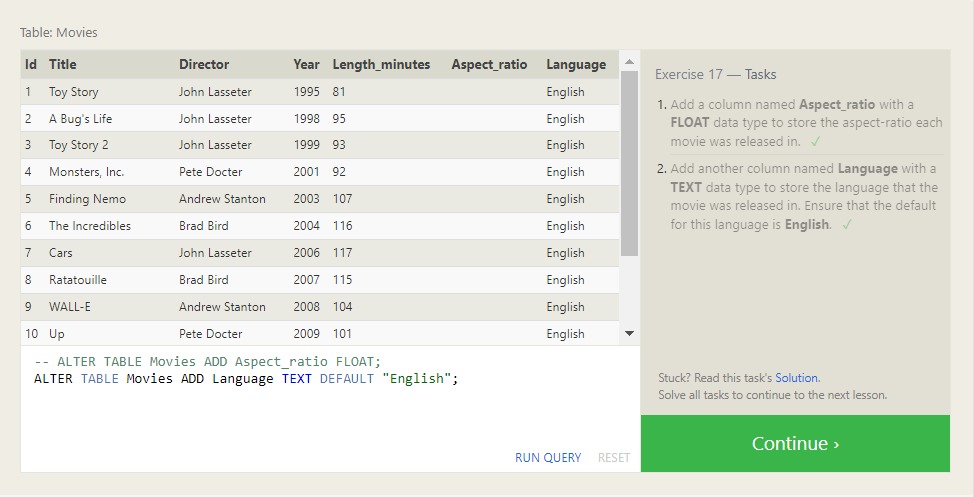 Table: Movies
Id Title Director Year Length_minutes Aspect_ratio Language
1 Toy Story John Lasseter 1995 81 English
2 A Bug's Life John Lasseter 1998 95 English
3 Toy Story 2 John Lasseter 1999 93 English
4 Monsters, Inc. Pete Docter 2001 92 English
5 Finding Nemo Andrew Stanton 2003 107 English
6 The Incredibles Brad Bird 2004 116 English
7 Cars John Lasseter 2006 117 English
8 Ratatouille Brad Bird 2007 115 English
9 WALL-E Andrew Stanton 2008 104 English
10 Up Pete Docter 2009 101 English
-- ALTER TABLE Movies ADD Aspect_ratio FLOAT;
ALTER TABLE Movies ADD Language TEXT DEFAULT "English";
RUN QUERY RESET
Exercise 17 — Tasks
1. Add a column named Aspect_ratio with a
FLOAT data type to store the aspect-ratio each
movie was released in. ✓
2. Add another column named Language with a
TEXT data type to store the language that the
movie was released in. Ensure that the default
for this language is English. ✓
Stuck? Read this task's Solution.
Solve all tasks to continue to the next lesson.
Continue ›